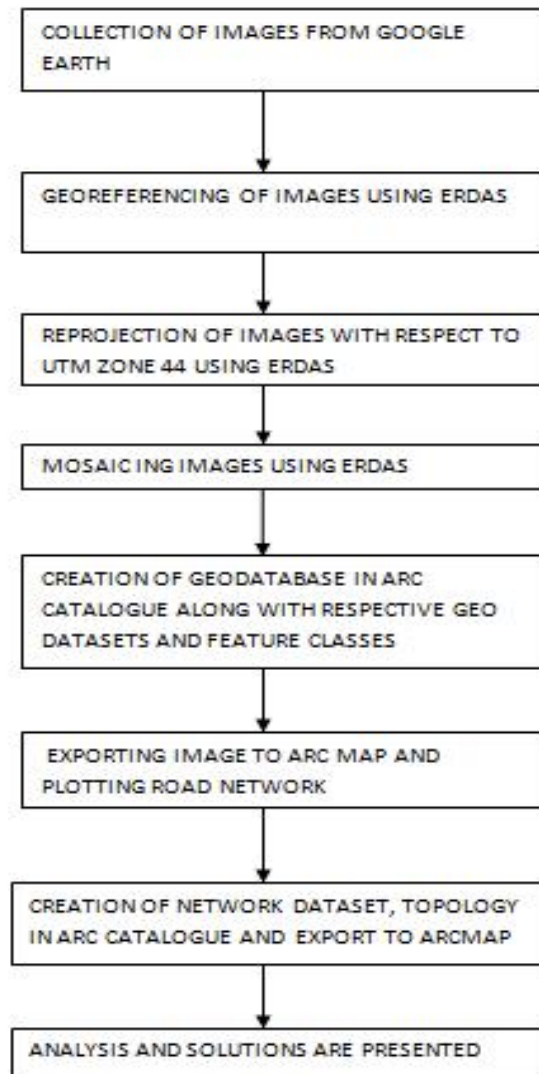 COLLECTION OF IMAGES FROM GOOGLE
EARTH
GEOREFERENCING OF IMAGES USING ERDAS
REPROJECTION OF IMAGES WITH RESPECT TO
UTM ZONE 44 USING ERDAS
MOSAICING IMAGES USING ERDAS
CREATION OF GEODATABASE IN ARC
CATALOGUE ALONG WITH RESPECTIVE GEO
DATASETS AND FEATURE CLASSES
EXPORTING IMAGE TO ARC MAP AND
PLOTTING ROAD NETWORK
CREATION OF NETWORK DATASET, TOPOLOGY
IN ARC CATALOGUE AND EXPORT TO ARCMAP
ANALYSIS AND SOLUTIONS ARE PRESENTED